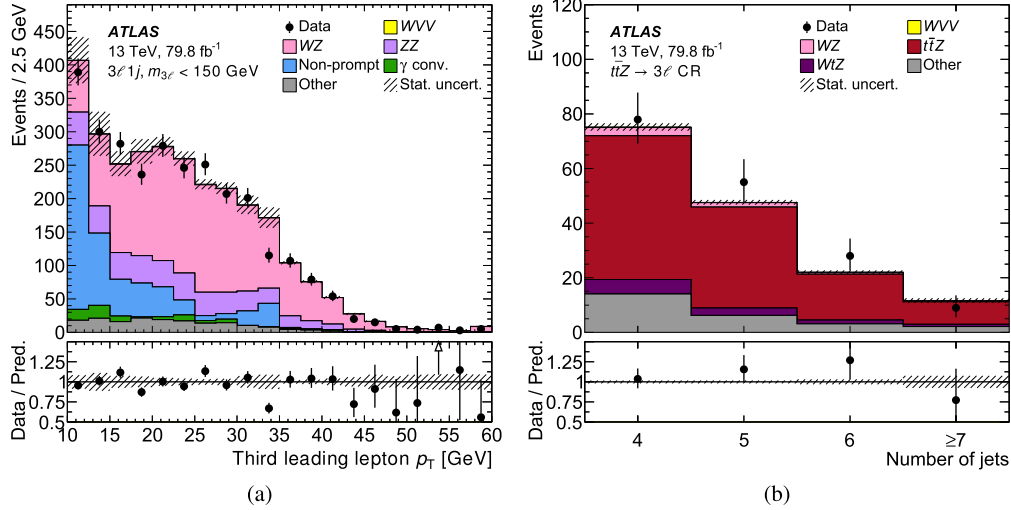 Events / 2.5 GeV
450
400
350
300
250
200
150
100
50
0
ATLAS
13 TeV, 79.8 fb⁻¹
3ℓ1j, m₃ℓ < 150 GeV
Data WVV
WZ ZZ
Non-prompt γ conv.
Other Stat. uncert.
Data / Pred.
1.25
1
0.75
0.5
10 15 20 25 30 35 40 45 50 55 60
Third leading lepton pT [GeV]
(a)
Events
120
100
80
60
40
20
0
ATLAS
13 TeV, 79.8 fb⁻¹
tt̄Z → 3ℓ CR
Data WVV
WZ tt̄Z
WtZ Other
Stat. uncert.
Data / Pred.
1.25
1
0.75
0.5
4 5 6 ≥7
Number of jets
(b)